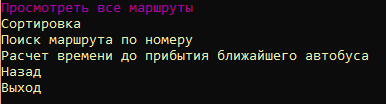 Просмотреть все маршруты
Сортировка
Поиск маршрута по номеру
Расчет времени до прибытия ближайшего автобуса
Назад
Выход